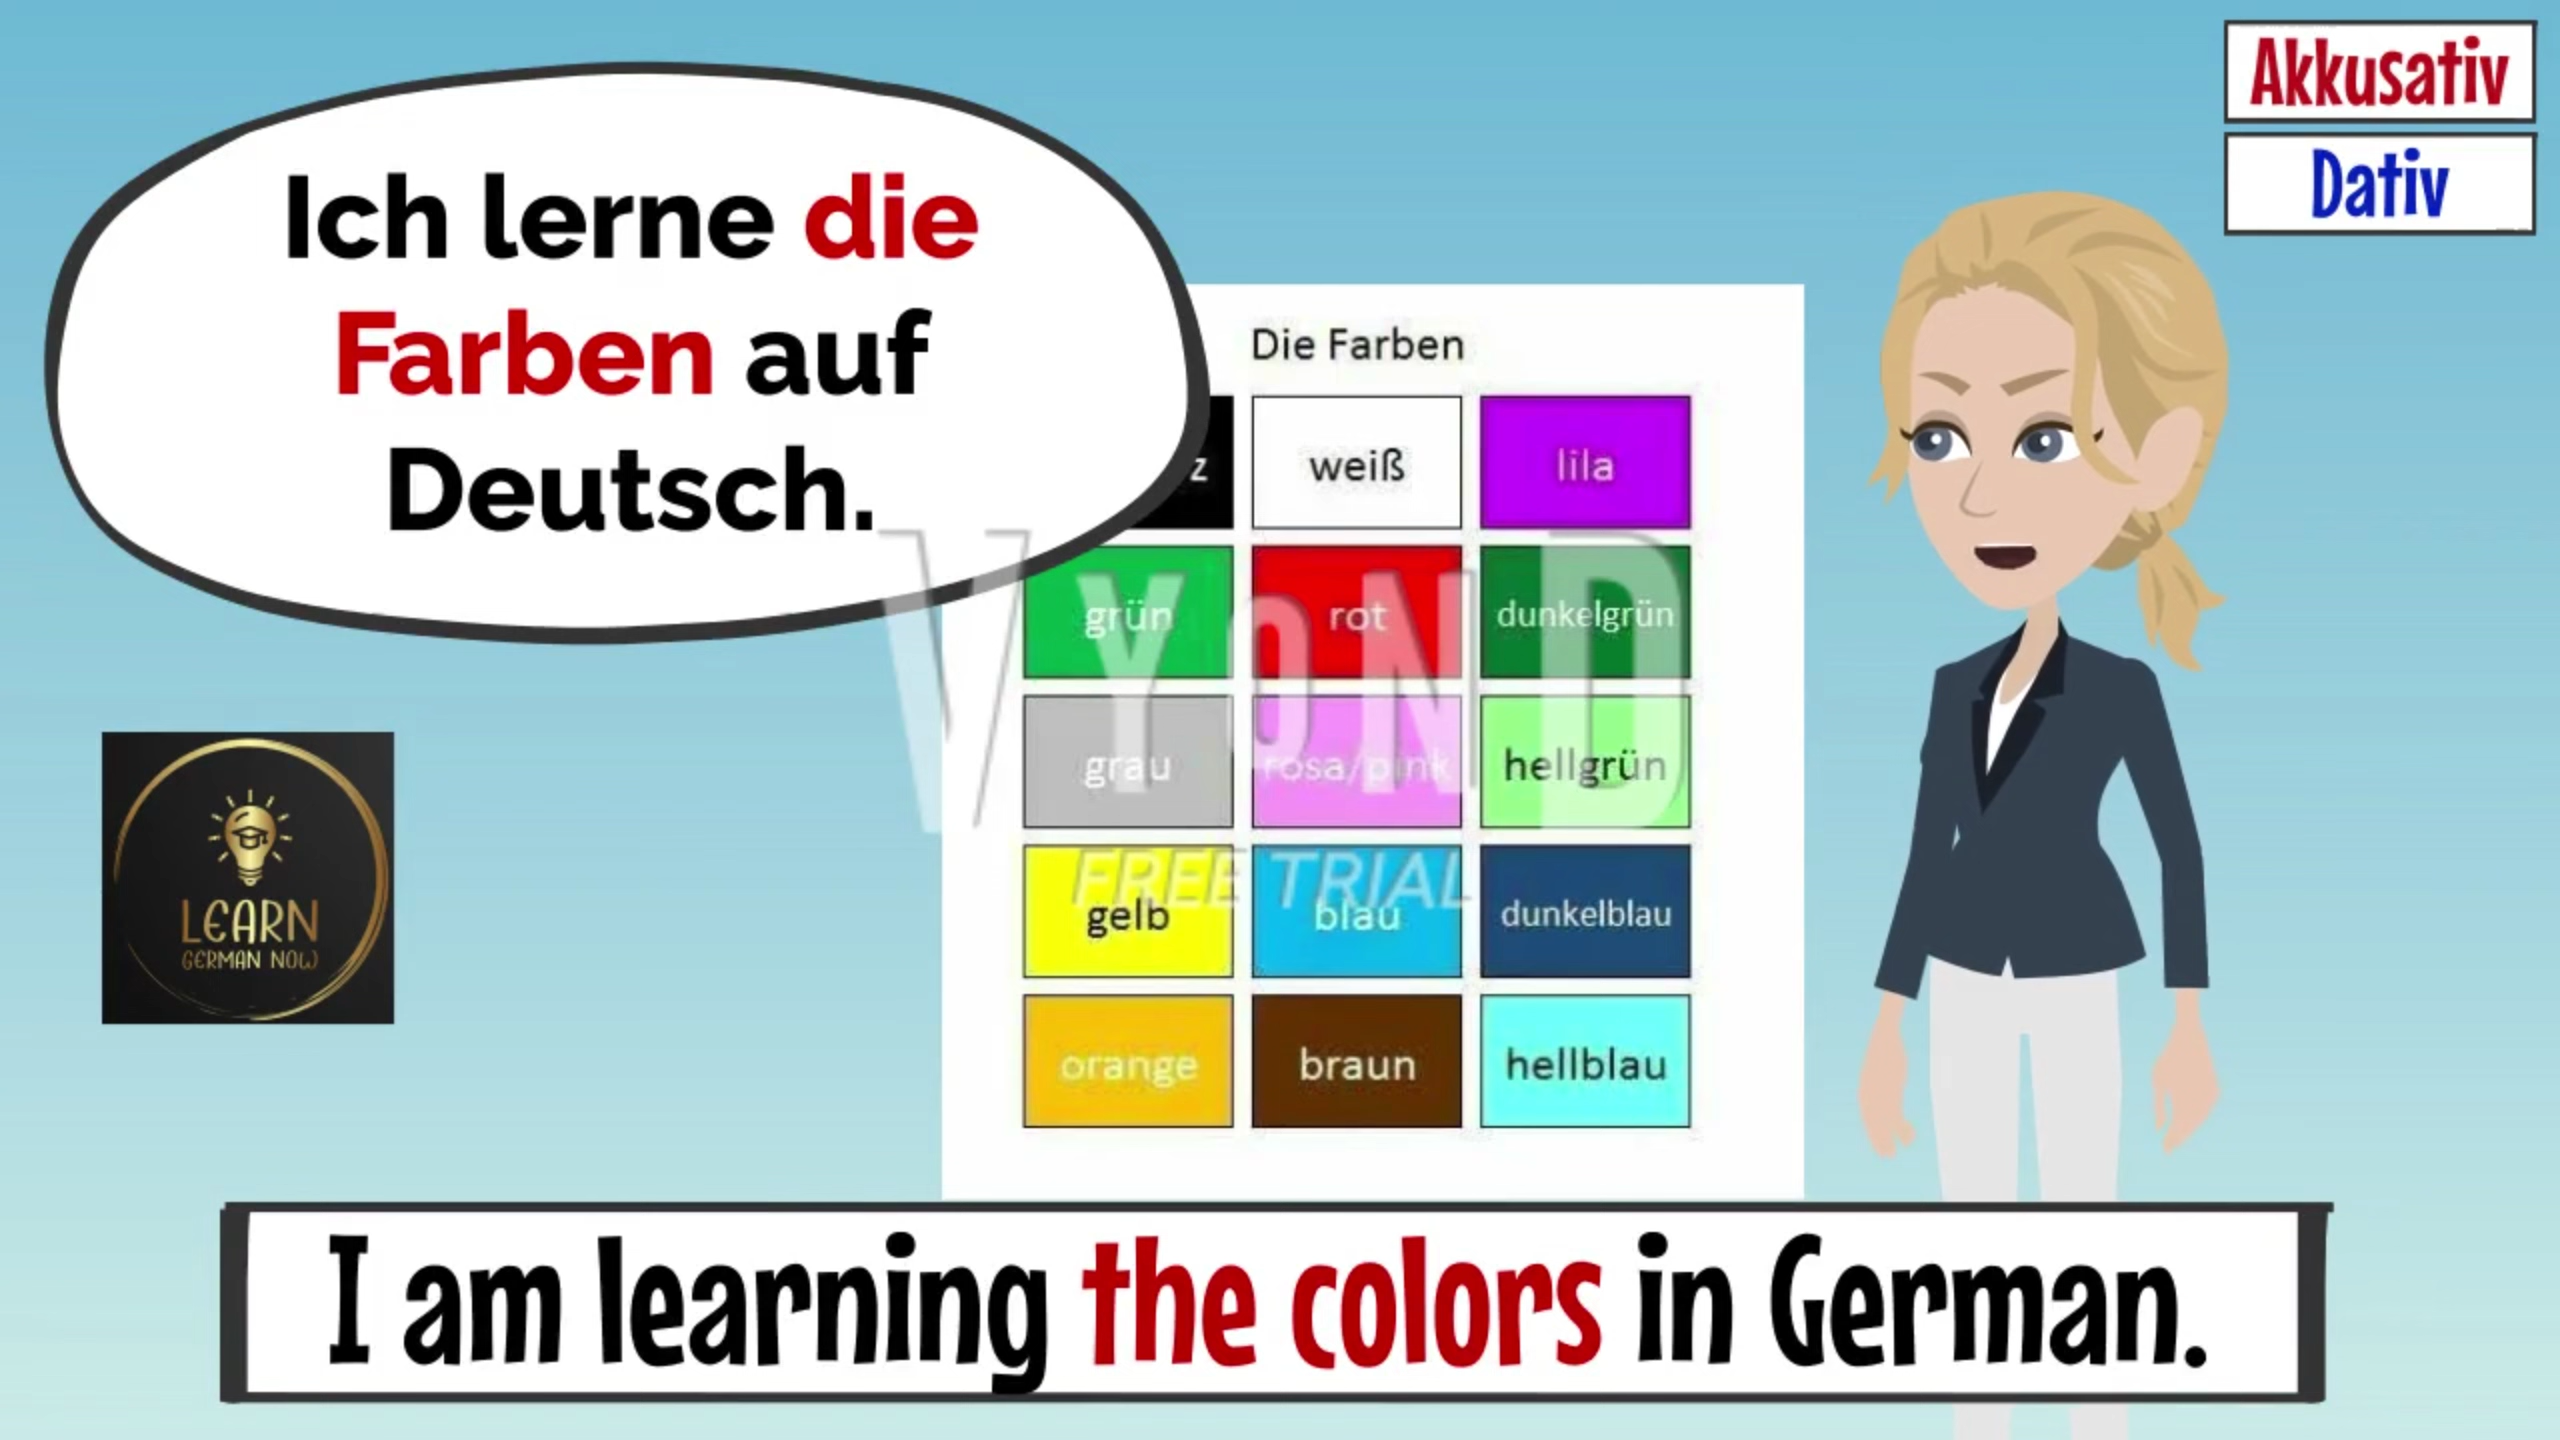 Akkusativ
Dativ
Ich lerne die
Farben auf
Deutsch.
Die Farben
z weiß lila
grün rot dunkelgrün
grau rosa/pink hellgrün
gelb blau dunkelblau
orange braun hellblau
VYOND
FREE TRIAL
LEARN
GERMAN NOW
I am learning the colors in German.